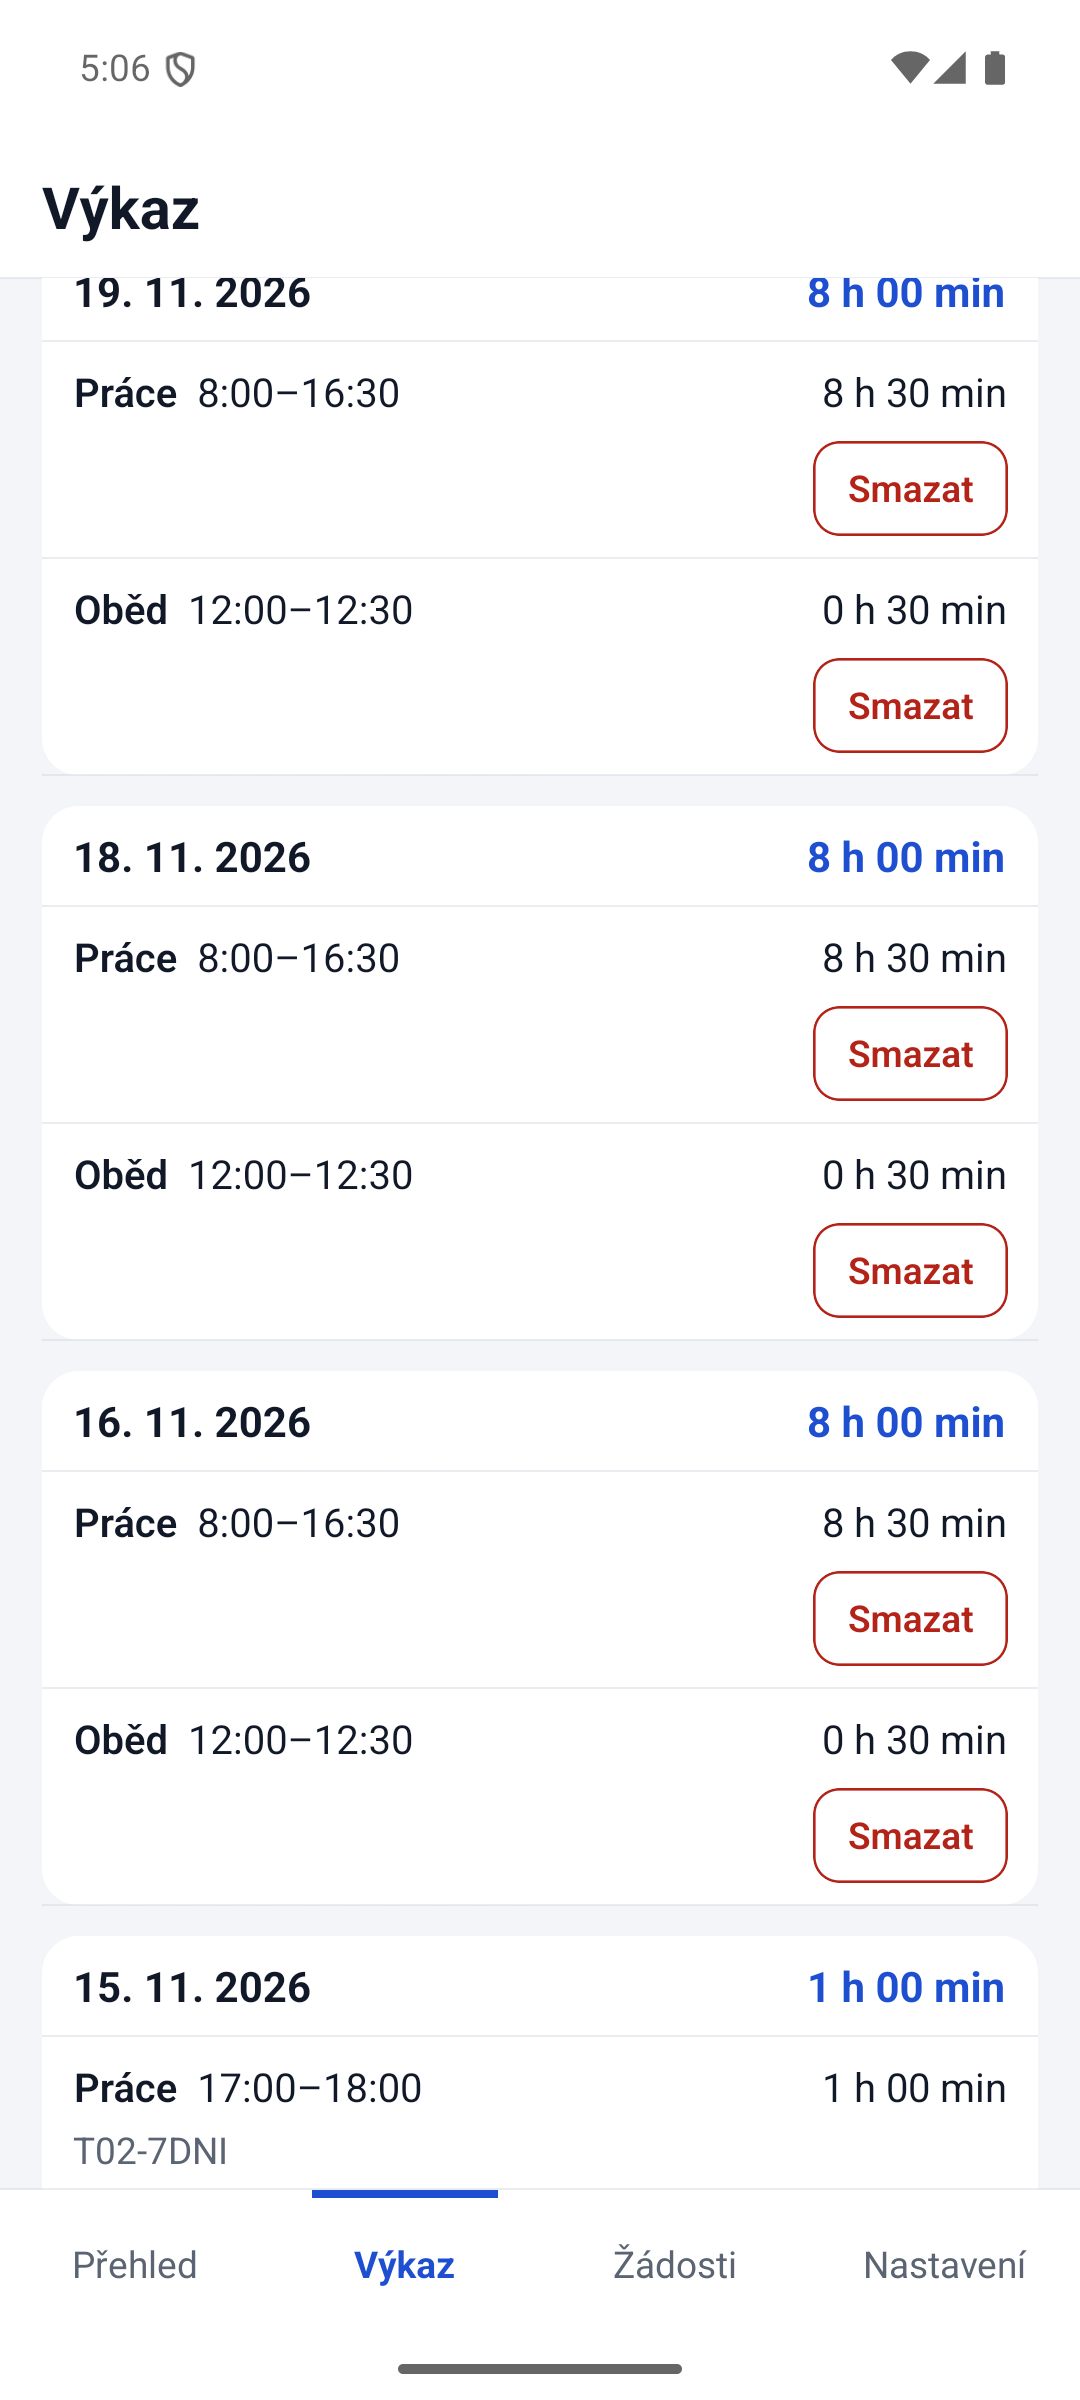 5:06
Výkaz
19. 11. 2026 8 h 00 min
Práce 8:00–16:30 8 h 30 min
Smazat
Oběd 12:00–12:30 0 h 30 min
Smazat
18. 11. 2026 8 h 00 min
Práce 8:00–16:30 8 h 30 min
Smazat
Oběd 12:00–12:30 0 h 30 min
Smazat
16. 11. 2026 8 h 00 min
Práce 8:00–16:30 8 h 30 min
Smazat
Oběd 12:00–12:30 0 h 30 min
Smazat
15. 11. 2026 1 h 00 min
Práce 17:00–18:00 1 h 00 min
T02-7DNI
Přehled Výkaz Žádosti Nastavení